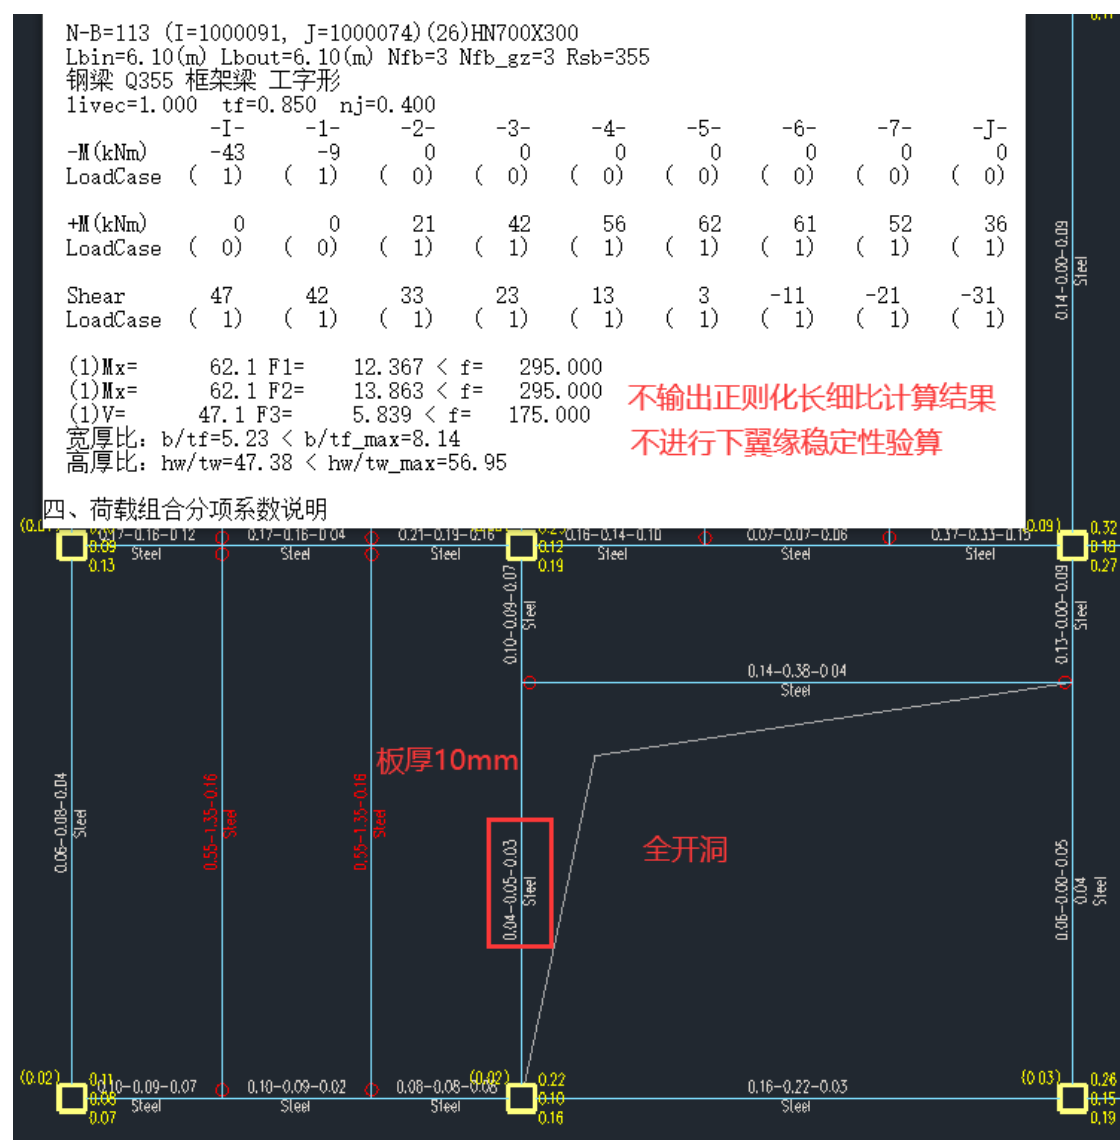 N-B=113 (I=1000091, J=1000074)(26)HN700X300
Lbin=6.10(m) Lbout=6.10(m) Nfb=3 Nfb_gz=3 Rsb=355
钢梁 Q355 框架梁 工字形
livec=1.000 tf=0.850 nj=0.400
-I- -1- -2- -3- -4- -5- -6- -7- -J-
-M(kNm) -43 -9 0 0 0 0 0 0 0
LoadCase ( 1) ( 1) ( 0) ( 0) ( 0) ( 0) ( 0) ( 0) ( 0)
+M(kNm) 0 0 21 42 56 62 61 52 36
LoadCase ( 0) ( 0) ( 1) ( 1) ( 1) ( 1) ( 1) ( 1) ( 1)
Shear 47 42 33 23 13 3 -11 -21 -31
LoadCase ( 1) ( 1) ( 1) ( 1) ( 1) ( 1) ( 1) ( 1) ( 1)
(1)Mx= 62.1 F1= 12.367 < f= 295.000
(1)Mx= 62.1 F2= 13.863 < f= 295.000
(1)V= 47.1 F3= 5.839 < f= 175.000
宽厚比: b/tf=5.23 < b/tf_max=8.14
高厚比: hw/tw=47.38 < hw/tw_max=56.95
不输出正则化长细比计算结果
不进行下翼缘稳定性验算
四、荷载组合分项系数说明
0.14-0.00-0.09
Steel
0.17-0.16-0.04
Steel
0.21-0.19-0.16
Steel
0.16-0.14-0.10
Steel
0.07-0.07-0.06
Steel
0.37-0.33-0.15
Steel
Steel
0.09
0.13
0.12
0.19
0.09)
0.32
0.18
0.27
0.10-0.09-0.07
Steel
0.13-0.00-0.09
Steel
0.14-0.38-0.04
Steel
板厚10mm
全开洞
0.06-0.08-0.04
Steel
0.55-1.35-0.16
Steel
0.55-1.35-0.16
Steel
0.04-0.05-0.03
Steel
0.06-0.00-0.05
0.04
Steel
(0.02)
0.11
0.08
0.07
0.10-0.09-0.07
Steel
0.10-0.09-0.02
Steel
0.08-0.08-0.06
Steel
(0.02)
0.22
0.10
0.16
0.16-0.22-0.03
Steel
(0.03)
0.26
0.15
0.19